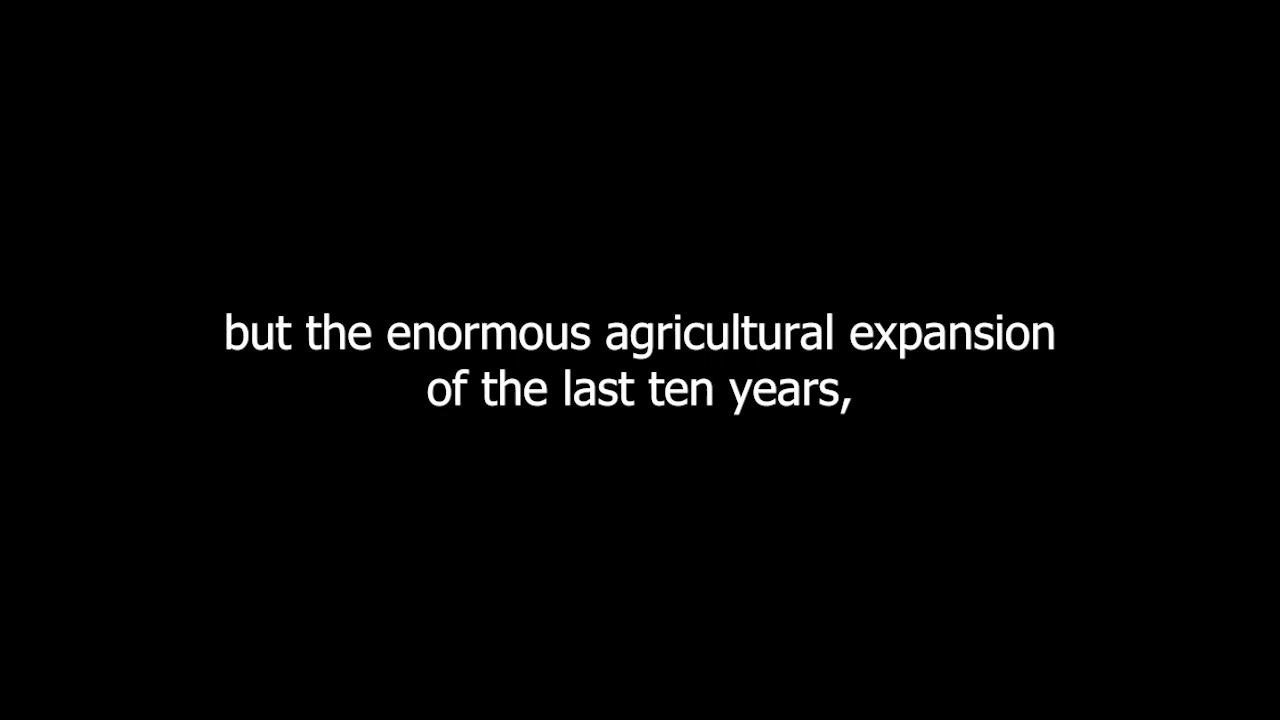 but the enormous agricultural expansion
of the last ten years,